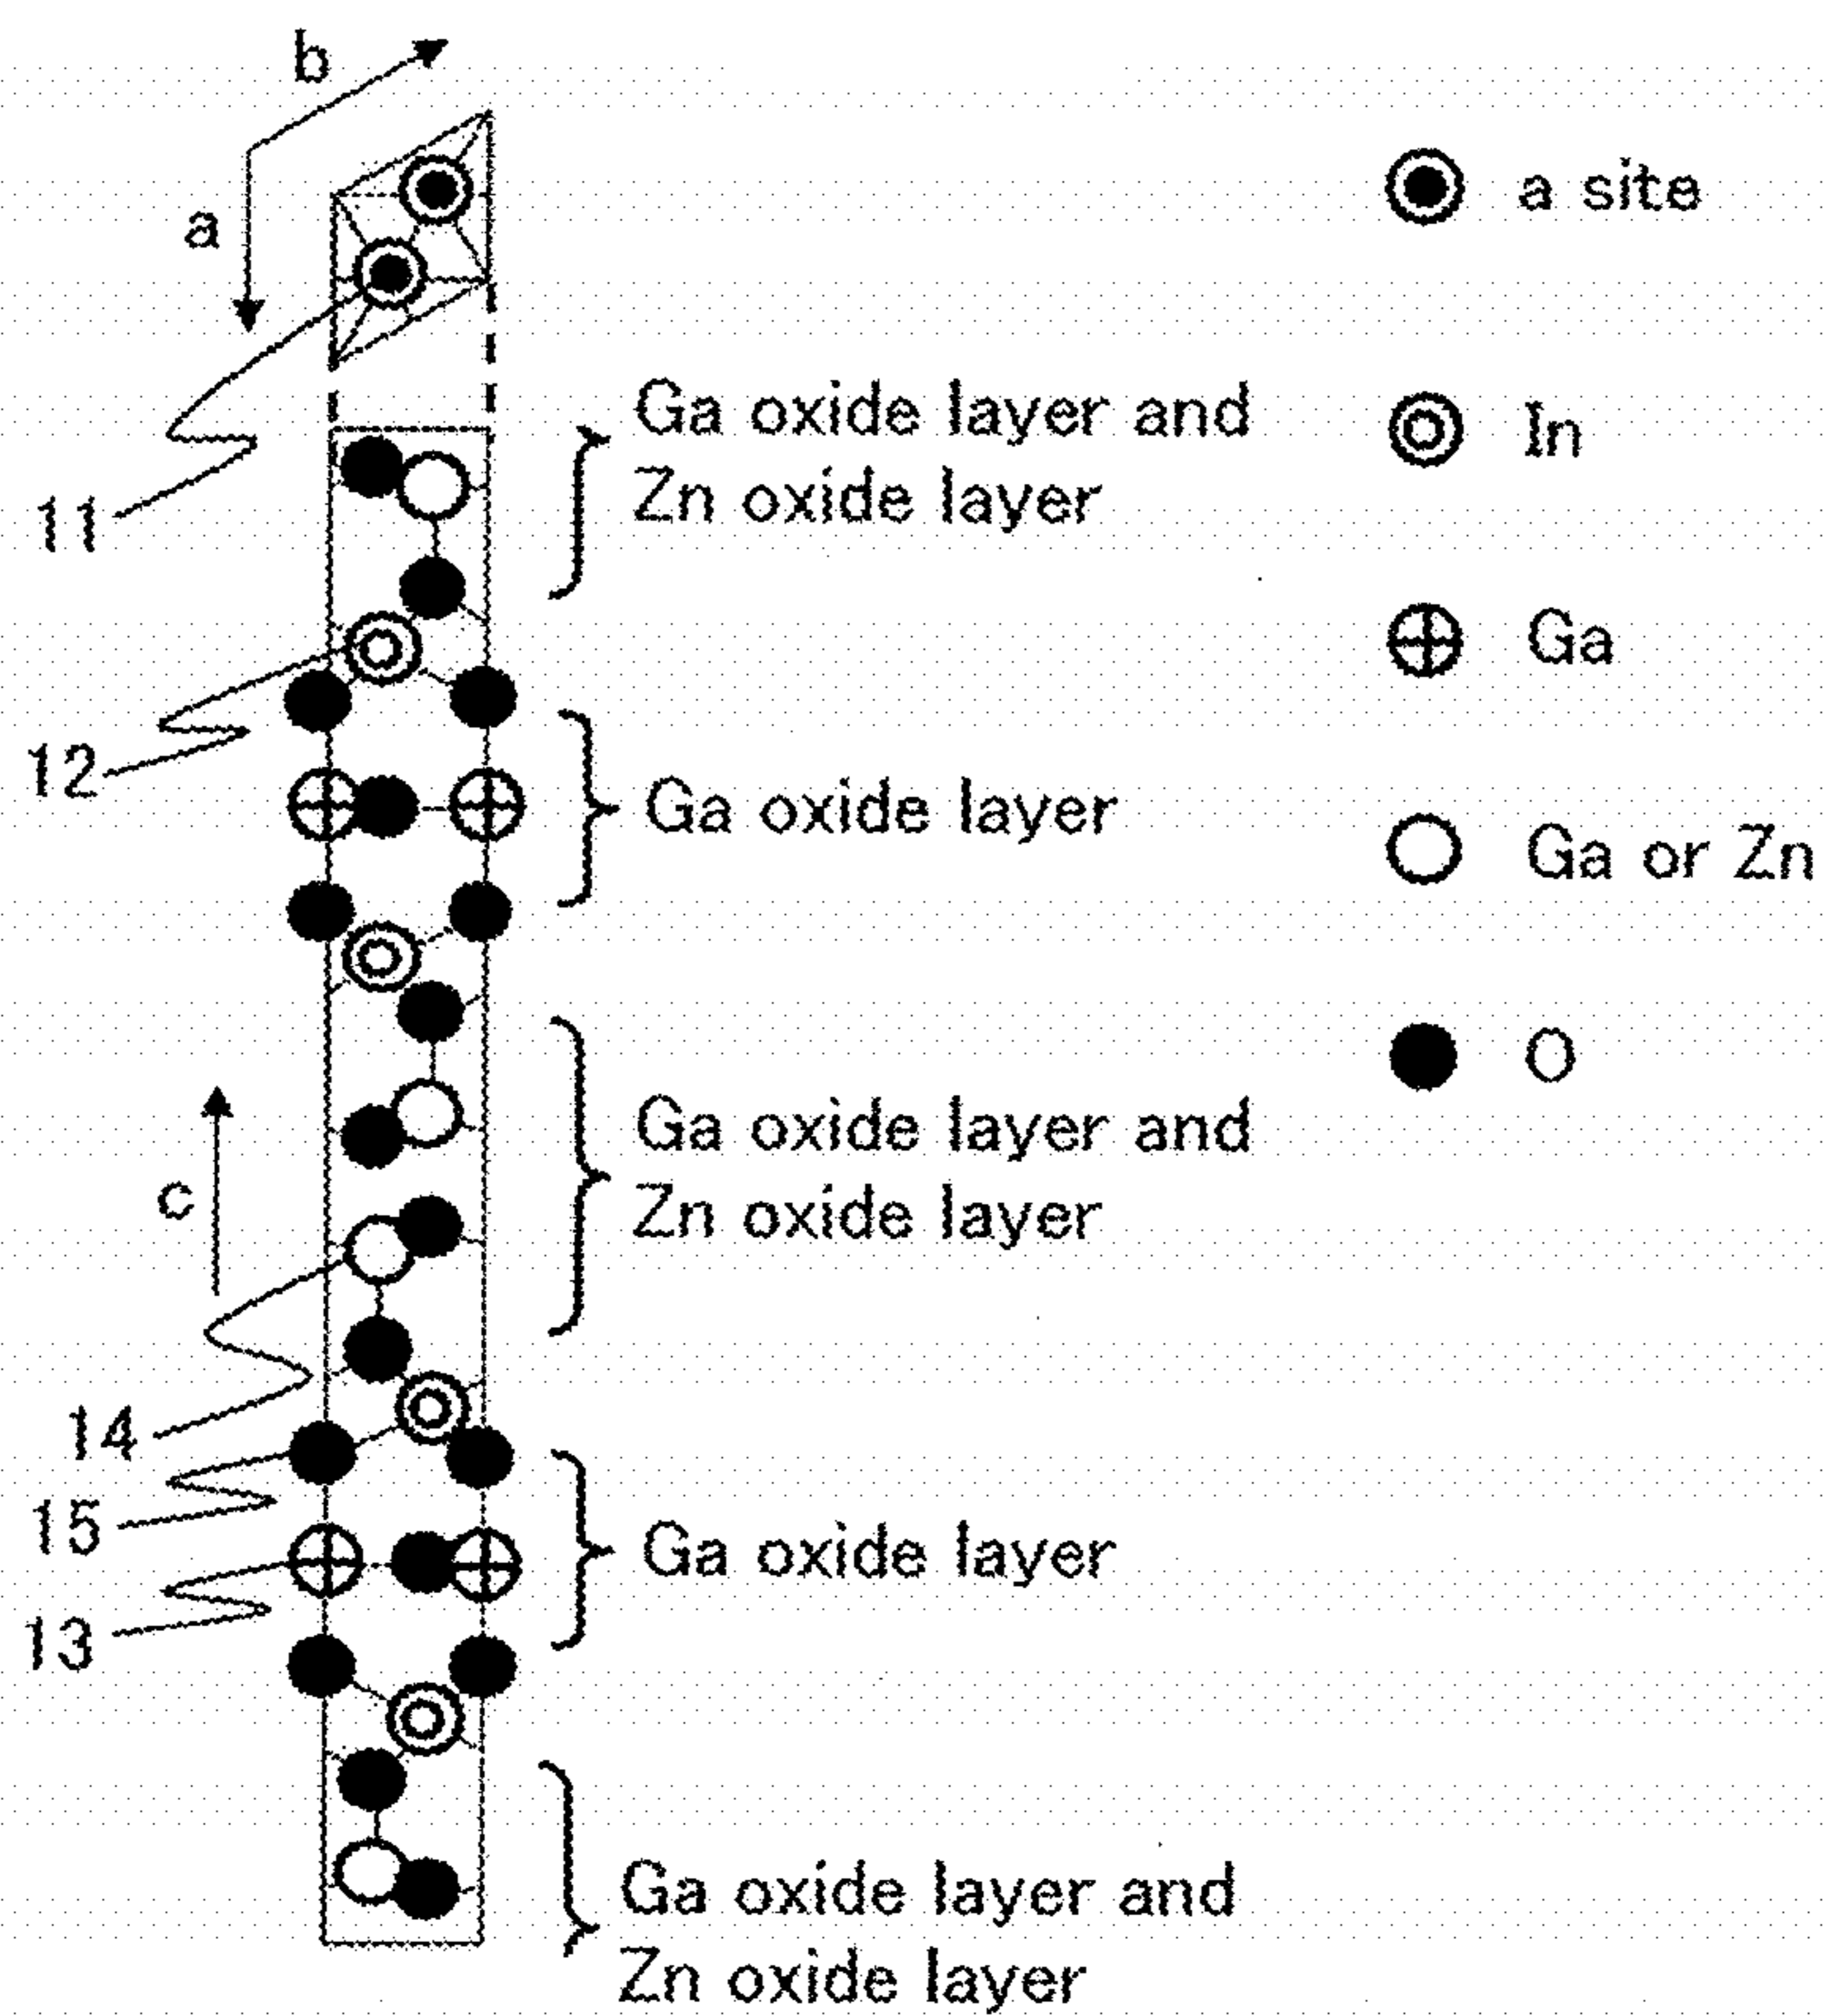 b
a
11
Ga oxide layer and
Zn oxide layer
12
Ga oxide layer
c
Ga oxide layer and
Zn oxide layer
14
15
Ga oxide layer
13
Ga oxide layer and
Zn oxide layer
a site
In
Ga
Ga or Zn
O